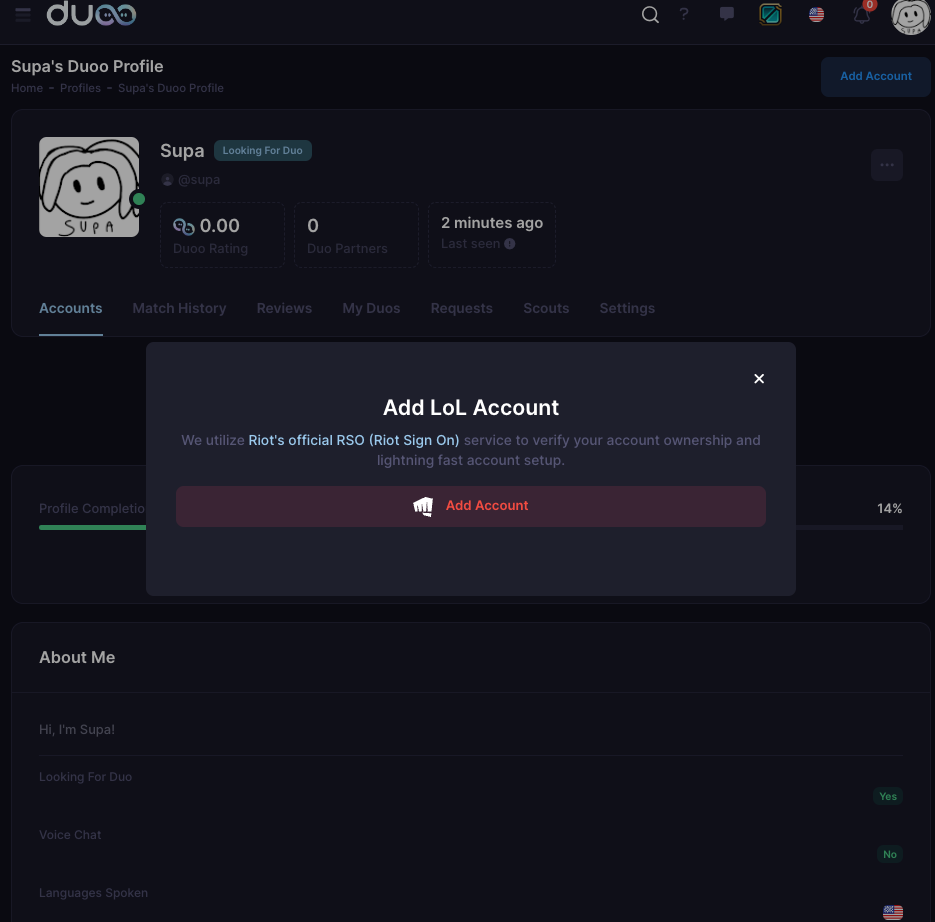 duoo
?
0
Supa's Duoo Profile
Home - Profiles - Supa's Duoo Profile
Add Account
SUPA
Supa
Looking For Duo
@supa
...
0.00
Duoo Rating
0
Duo Partners
2 minutes ago
Last seen
Accounts
Match History
Reviews
My Duos
Requests
Scouts
Settings
Add LoL Account
We utilize Riot's official RSO (Riot Sign On) service to verify your account ownership and
lightning fast account setup.
Add Account
Profile Completio
14%
About Me
Hi, I'm Supa!
Looking For Duo
Yes
Voice Chat
No
Languages Spoken